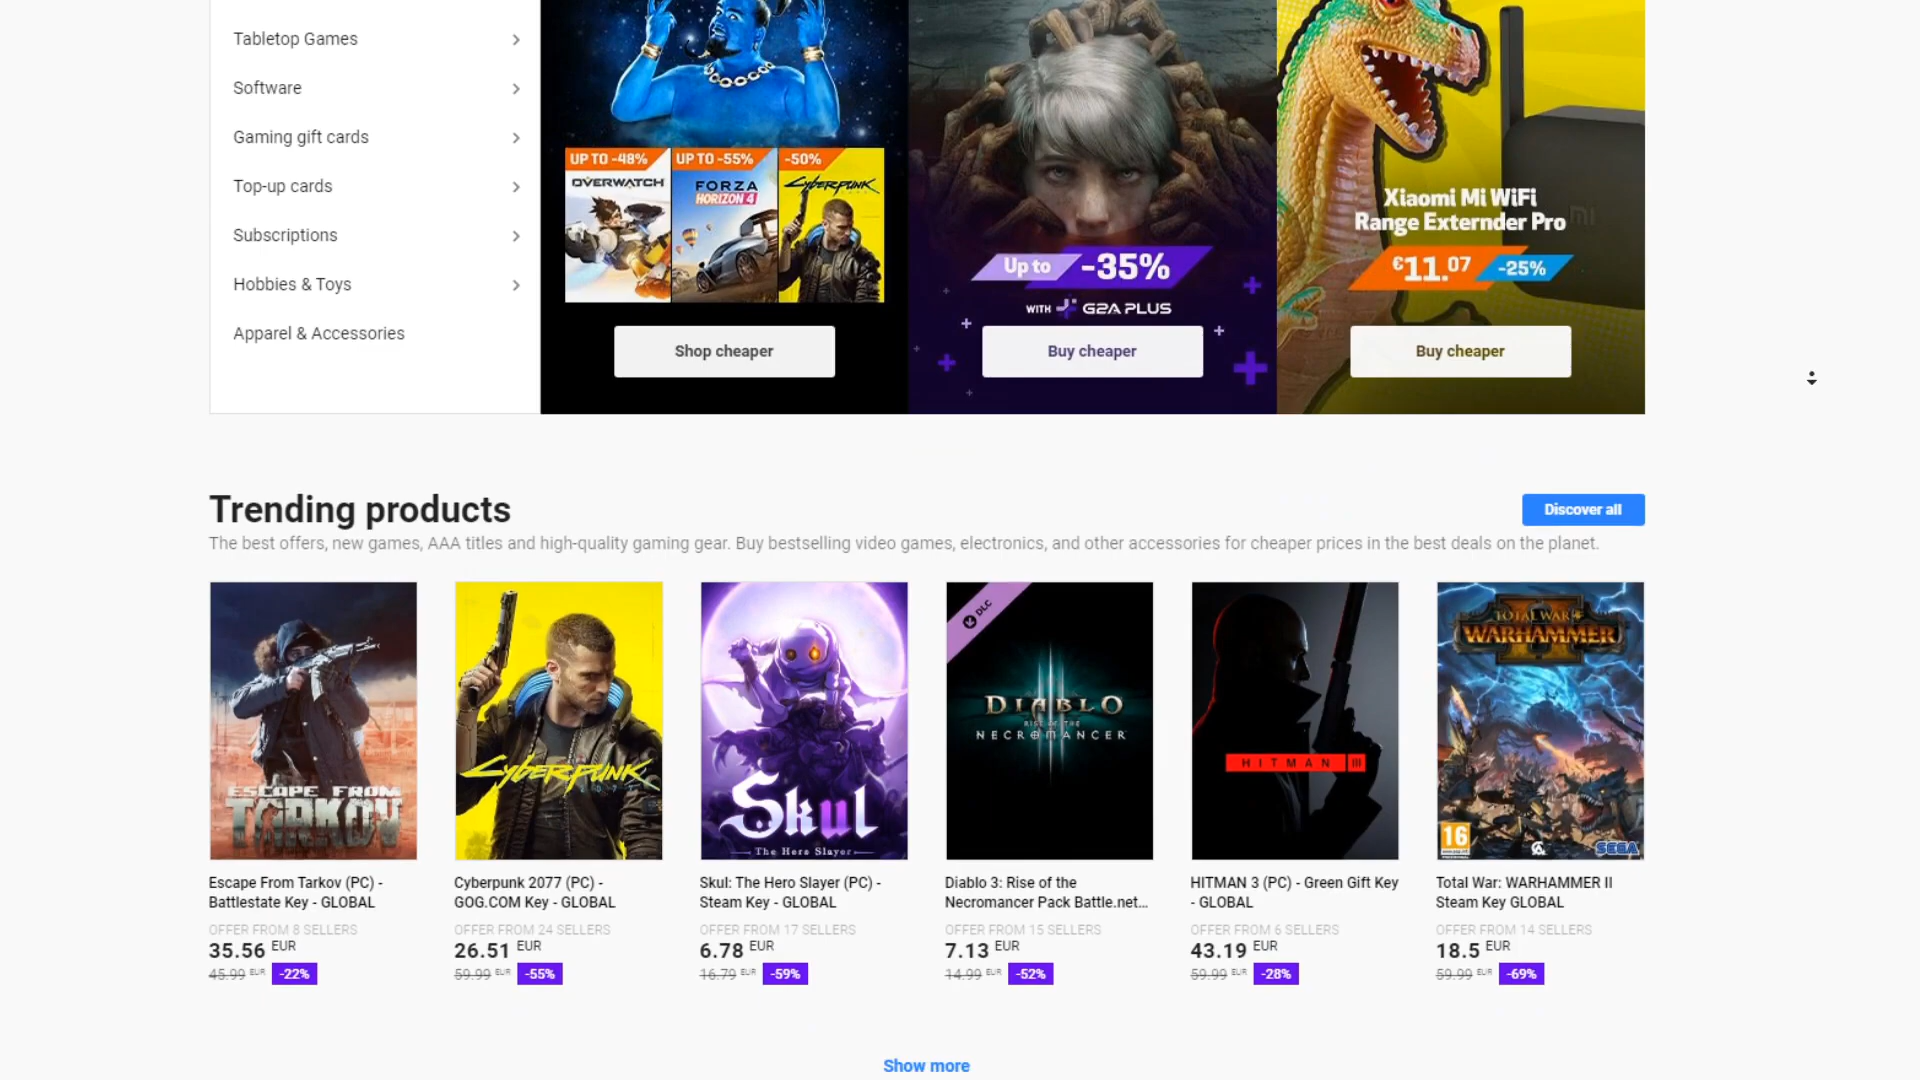 Tabletop Games
Software
Gaming gift cards
Top-up cards
Subscriptions
Hobbies & Toys
Apparel & Accessories
UP TO -48%
OVERWATCH
UP TO -55%
FORZA
HORIZON 4
-50%
CYBERPUNK
Shop cheaper
Up to -35%
WITH G2A PLUS
Buy cheaper
mi
Xiaomi Mi WiFi
Range Externder Pro
€11.07
-25%
Buy cheaper
Trending products
Discover all
The best offers, new games, AAA titles and high-quality gaming gear. Buy bestselling video games, electronics, and other accessories for cheaper prices in the best deals on the planet.
ESCAPE FROM
TARKOV
Escape From Tarkov (PC) -
Battlestate Key - GLOBAL
OFFER FROM 8 SELLERS
35.56 EUR
45.99 EUR -22%
CYBERPUNK
2077
Cyberpunk 2077 (PC) -
GOG.COM Key - GLOBAL
OFFER FROM 24 SELLERS
26.51 EUR
59.99 EUR -55%
Skul
The Hero Slayer
Skul: The Hero Slayer (PC) -
Steam Key - GLOBAL
OFFER FROM 17 SELLERS
6.78 EUR
16.79 EUR -59%
DLC
DIABLO
RISE OF THE
NECROMANCER
Diablo 3: Rise of the
Necromancer Pack Battle.net...
OFFER FROM 15 SELLERS
7.13 EUR
14.99 EUR -52%
HITMAN III
HITMAN 3 (PC) - Green Gift Key
- GLOBAL
OFFER FROM 6 SELLERS
43.19 EUR
59.99 EUR -28%
TOTAL WAR
WARHAMMER
II
16
SEGA
Total War: WARHAMMER II
Steam Key GLOBAL
OFFER FROM 14 SELLERS
18.5 EUR
59.99 EUR -69%
Show more